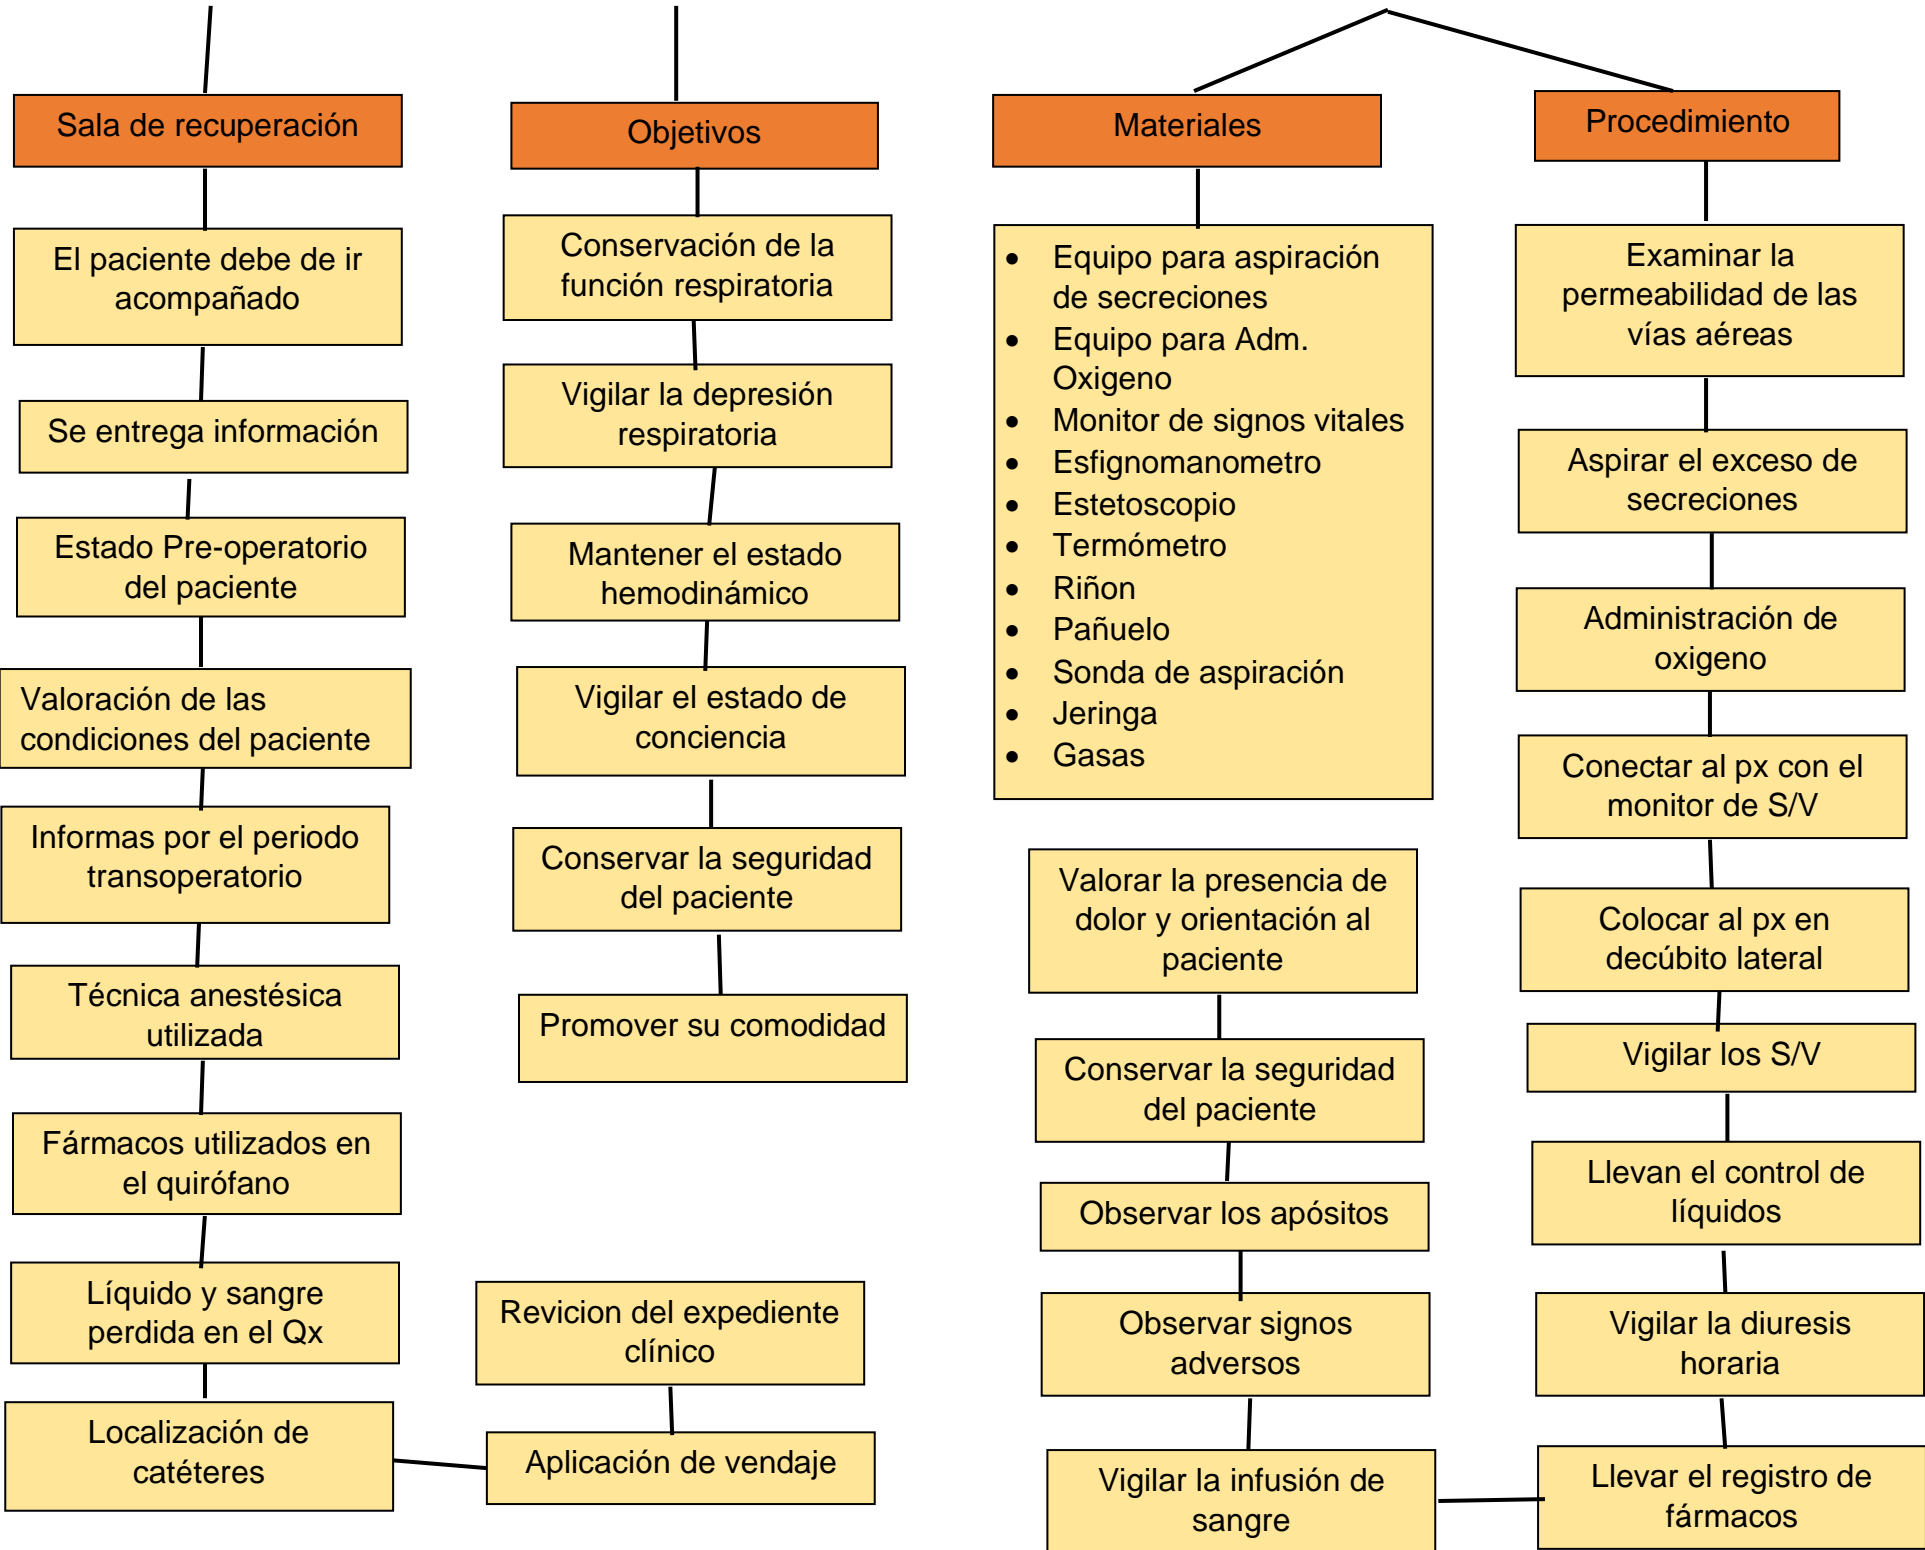 Sala de recuperación
El paciente debe de ir
acompañado
Se entrega información
Estado Pre-operatorio
del paciente
Valoración de las
condiciones del paciente
Informas por el periodo
transoperatorio
Técnica anestésica
utilizada
Fármacos utilizados en
el quirófano
Líquido y sangre
perdida en el Qx
Localización de
catéteres
Aplicación de vendaje
Revicion del expediente
clínico
Objetivos
Conservación de la
función respiratoria
Vigilar la depresión
respiratoria
Mantener el estado
hemodinámico
Vigilar el estado de
conciencia
Conservar la seguridad
del paciente
Promover su comodidad
Materiales
• Equipo para aspiración
de secreciones
• Equipo para Adm.
Oxigeno
• Monitor de signos vitales
• Esfignomanometro
• Estetoscopio
• Termómetro
• Riñon
• Pañuelo
• Sonda de aspiración
• Jeringa
• Gasas
Procedimiento
Examinar la
permeabilidad de las
vías aéreas
Aspirar el exceso de
secreciones
Administración de
oxigeno
Conectar al px con el
monitor de S/V
Colocar al px en
decúbito lateral
Vigilar los S/V
Llevan el control de
líquidos
Vigilar la diuresis
horaria
Llevar el registro de
fármacos
Vigilar la infusión de
sangre
Observar signos
adversos
Observar los apósitos
Conservar la seguridad
del paciente
Valorar la presencia de
dolor y orientación al
paciente